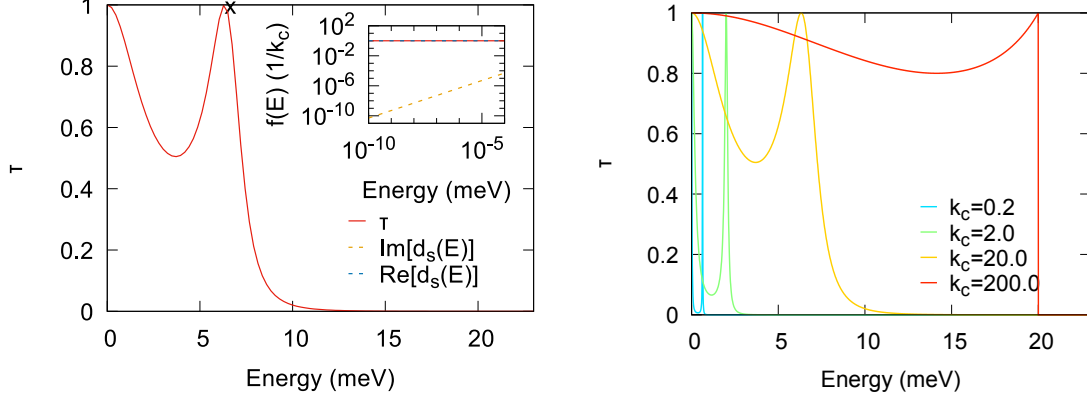 x
1
0.8
0.6
0.4
0.2
0
τ
0 5 10 15 20
Energy (meV)
f(E) (1/k_c)
10^2
10^-2
10^-6
10^-10
10^-10 10^-5
Energy (meV)
τ
Im[d_s(E)]
Re[d_s(E)]
1
0.8
0.6
0.4
0.2
0
τ
0 5 10 15 20
Energy (meV)
k_c=0.2
k_c=2.0
k_c=20.0
k_c=200.0